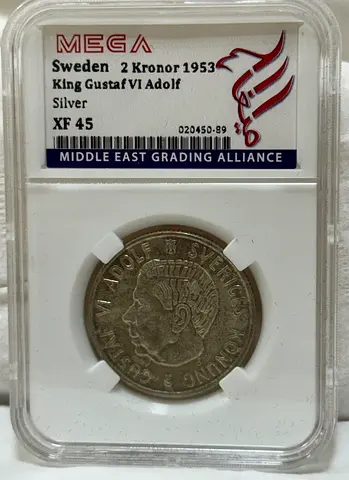 MEGA
Sweden 2 Kronor 1953
King Gustaf VI Adolf
Silver
XF 45
020450-89
MIDDLE EAST GRADING ALLIANCE
GUSTAF VI ADOLF SVERIGES KONUNG